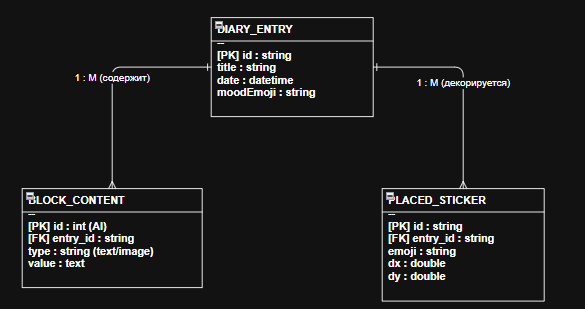 DIARY_ENTRY
--
[PK] id : string
title : string
date : datetime
moodEmoji : string
1 : M (содержит)
1 : M (декорируется)
BLOCK_CONTENT
--
[PK] id : int (AI)
[FK] entry_id : string
type : string (text/image)
value : text
PLACED_STICKER
--
[PK] id : string
[FK] entry_id : string
emoji : string
dx : double
dy : double